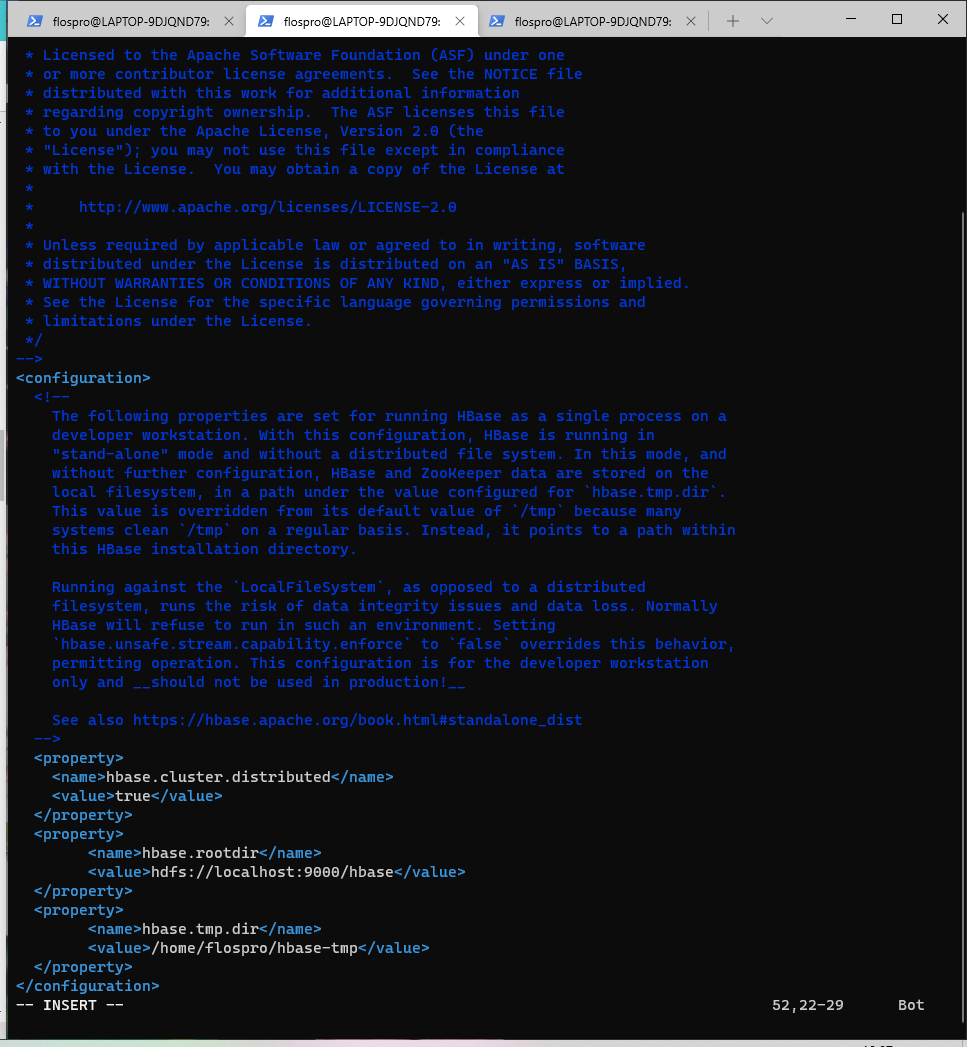 flospro@LAPTOP-9DJQND79: flospro@LAPTOP-9DJQND79: flospro@LAPTOP-9DJQND79:
* Licensed to the Apache Software Foundation (ASF) under one
* or more contributor license agreements.  See the NOTICE file
* distributed with this work for additional information
* regarding copyright ownership.  The ASF licenses this file
* to you under the Apache License, Version 2.0 (the
* "License"); you may not use this file except in compliance
* with the License.  You may obtain a copy of the License at
*
*     http://www.apache.org/licenses/LICENSE-2.0
*
* Unless required by applicable law or agreed to in writing, software
* distributed under the License is distributed on an "AS IS" BASIS,
* WITHOUT WARRANTIES OR CONDITIONS OF ANY KIND, either express or implied.
* See the License for the specific language governing permissions and
* limitations under the License.
*/
-->
<configuration>
<!--
The following properties are set for running HBase as a single process on a
developer workstation. With this configuration, HBase is running in
"stand-alone" mode and without a distributed file system. In this mode, and
without further configuration, HBase and ZooKeeper data are stored on the
local filesystem, in a path under the value configured for `hbase.tmp.dir`.
This value is overridden from its default value of `/tmp` because many
systems clean `/tmp` on a regular basis. Instead, it points to a path within
this HBase installation directory.

Running against the `LocalFileSystem`, as opposed to a distributed
filesystem, runs the risk of data integrity issues and data loss. Normally
HBase will refuse to run in such an environment. Setting
`hbase.unsafe.stream.capability.enforce` to `false` overrides this behavior,
permitting operation. This configuration is for the developer workstation
only and __should not be used in production!__

See also https://hbase.apache.org/book.html#standalone_dist
-->
<property>
<name>hbase.cluster.distributed</name>
<value>true</value>
</property>
<property>
<name>hbase.rootdir</name>
<value>hdfs://localhost:9000/hbase</value>
</property>
<property>
<name>hbase.tmp.dir</name>
<value>/home/flospro/hbase-tmp</value>
</property>
</configuration>
-- INSERT -- 52,22-29 Bot